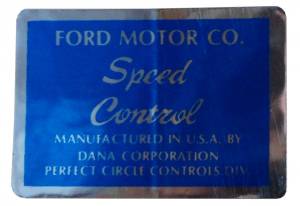 FORD MOTOR CO.
Speed
Control
MANUFACTURED IN U.S.A. BY
DANA CORPORATION
PERFECT CIRCLE CONTROLS DIV.